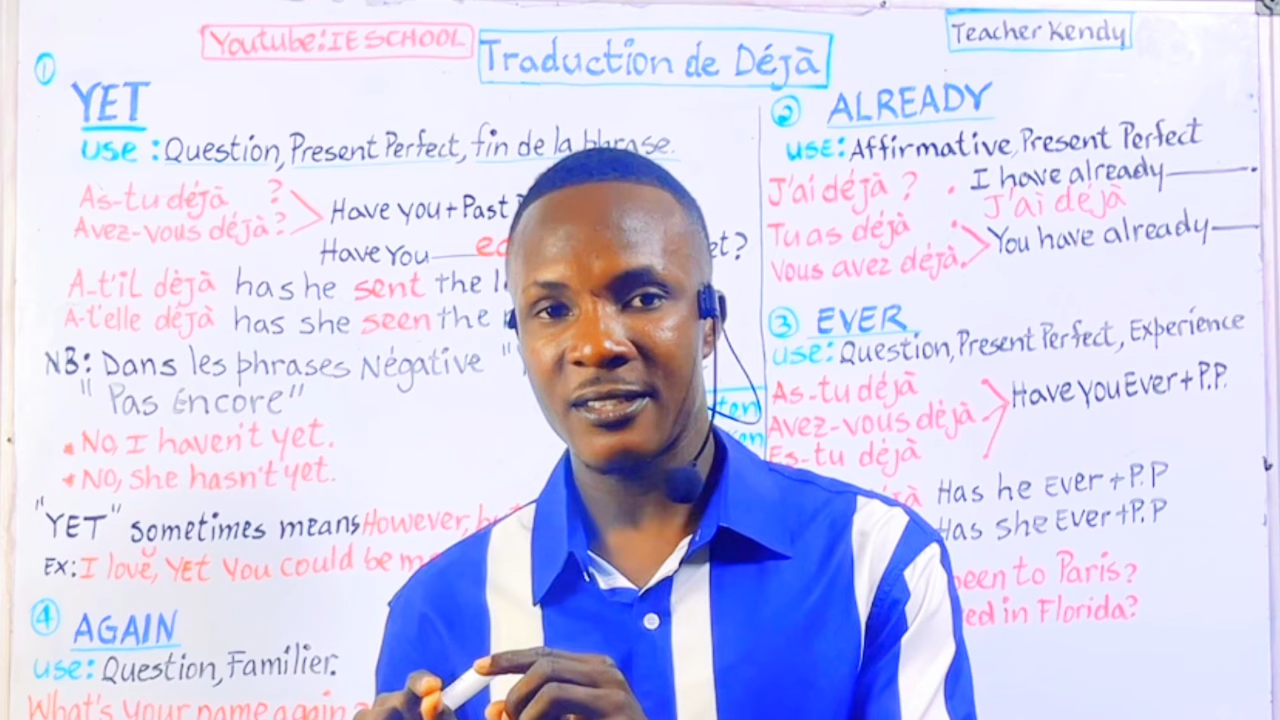 Youtube: IE SCHOOL
Traduction de Déjà
Teacher Kendy
①
YET
use : Question, Present Perfect, fin de la phrase.
As-tu déjà ?
Avez-vous déjà ?
Have you + Past
Have You
et?
A-t'il dèjà has he sent the
A-t'elle déjà has she seen the
NB: Dans les phrases Négative "
" Pas Encore"
• No, I haven't yet.
• No, she hasn't yet.
"YET" sometimes means However,
Ex: I love, Yet You could be
④ AGAIN
use: Question, Familier.
What's your name again
② ALREADY
use: Affirmative, Present Perfect
J'ai déjà ? • I have already
J'ai déjà
Tu as déjà
Vous avez déjà.
You have already
③ EVER
use: Question, Present Perfect, Experience
As-tu déjà
Avez-vous déjà
Es-tu déjà
Have you Ever + P.P.
Has he Ever + P.P
Has she Ever + P.P
been to Paris?
ed in Florida?